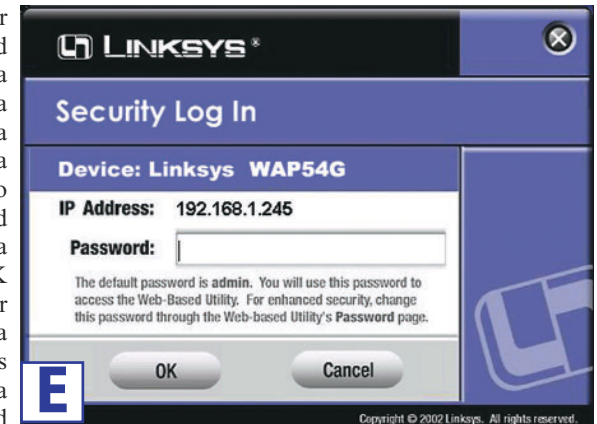 LINKSYS®
Security Log In
Device: Linksys WAP54G
IP Address: 192.168.1.245
Password:
The default password is admin. You will use this password to
access the Web-Based Utility. For enhanced security, change
this password through the Web-based Utility's Password page.
OK Cancel
E
Copyright © 2002 Linksys. All rights reserved.